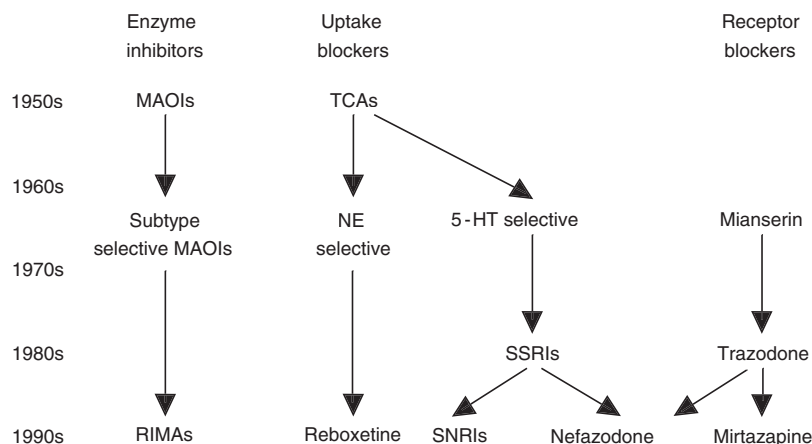 Enzyme inhibitors
Uptake blockers
Receptor blockers
1950s MAOIs TCAs
1960s
Subtype selective MAOIs
NE selective
5-HT selective
Mianserin
1970s
1980s SSRIs Trazodone
1990s RIMAs Reboxetine SNRIs Nefazodone Mirtazapine